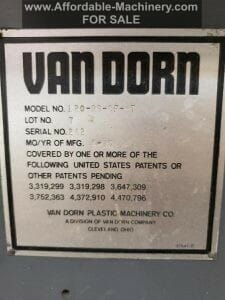 www.Affordable-Machinery.com
FOR SALE
VAN DORN
MODEL NO.
LOT NO. 7
SERIAL NO. 242
MO/YR OF MFG.
COVERED BY ONE OR MORE OF THE
FOLLOWING UNITED STATES PATENTS OR
OTHER PATENTS PENDING
3,319,299 3,319,298 3,647,309
3,752,363 4,372,910 4,470,796
VAN DORN PLASTIC MACHINERY CO.
A DIVISION OF VAN DORN COMPANY
CLEVELAND, OHIO